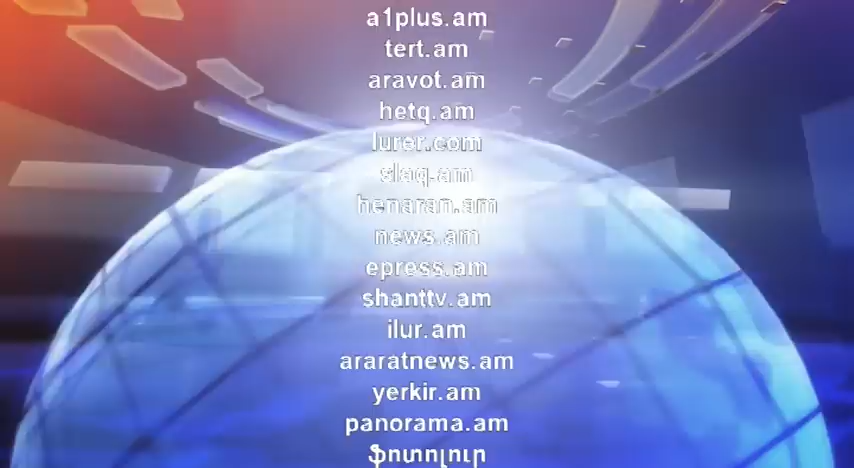 a1plus.am
tert.am
aravot.am
hetq.am
lurer.com
slaq.am
henaran.am
news.am
epress.am
shanttv.am
ilur.am
araratnews.am
yerkir.am
panorama.am
ֆոտոլուր